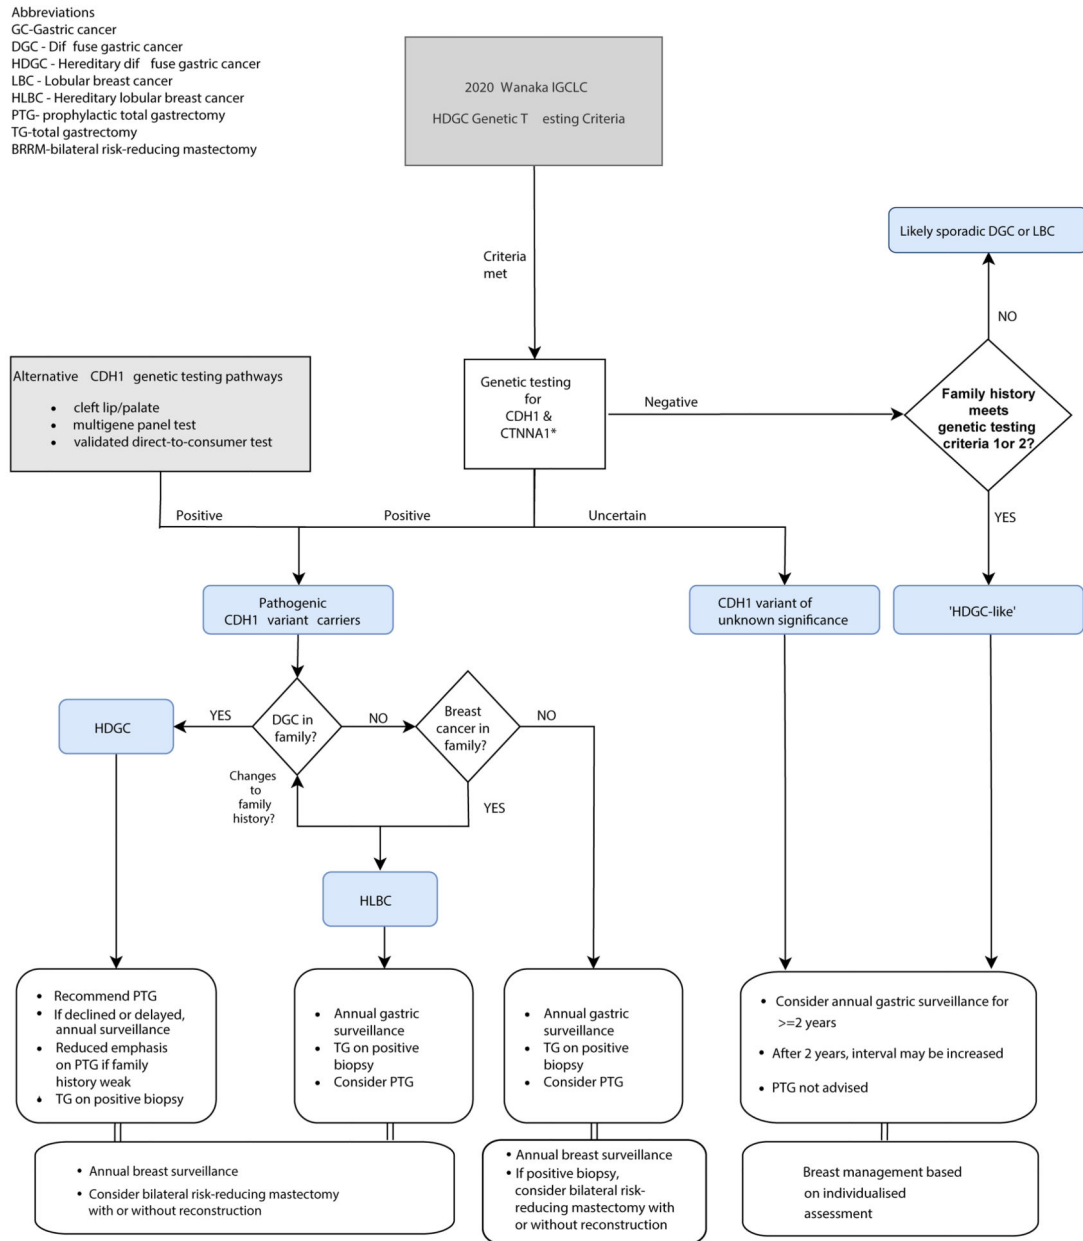 Abbreviations
GC-Gastric cancer
DGC - Dif fuse gastric cancer
HDGC - Hereditary dif fuse gastric cancer
LBC - Lobular breast cancer
HLBC - Hereditary lobular breast cancer
PTG- prophylactic total gastrectomy
TG-total gastrectomy
BRRM-bilateral risk-reducing mastectomy
2020 Wanaka IGCLC
HDGC Genetic T esting Criteria
Likely sporadic DGC or LBC
Criteria
met
NO
Alternative CDH1 genetic testing pathways
• cleft lip/palate
• multigene panel test
• validated direct-to-consumer test
Genetic testing
for
CDH1 &
CTNNA1*
Negative
Family history
meets
genetic testing
criteria 1or 2?
Positive
Positive
Uncertain
YES
Pathogenic
CDH1 variant carriers
CDH1 variant of
unknown significance
'HDGC-like'
HDGC
YES
DGC in
family?
NO
Breast
cancer in
family?
NO
Changes
to
family
history?
YES
HLBC
• Recommend PTG
• If declined or delayed,
annual surveillance
• Reduced emphasis
on PTG if family
history weak
• TG on positive biopsy
• Annual gastric
surveillance
• TG on positive
biopsy
• Consider PTG
• Annual gastric
surveillance
• TG on positive
biopsy
• Consider PTG
• Consider annual gastric surveillance for
>=2 years
• After 2 years, interval may be increased
• PTG not advised
• Annual breast surveillance
• Consider bilateral risk-reducing mastectomy
with or without reconstruction
• Annual breast surveillance
• If positive biopsy,
consider bilateral risk-
reducing mastectomy with
or without reconstruction
Breast management based
on individualised
assessment